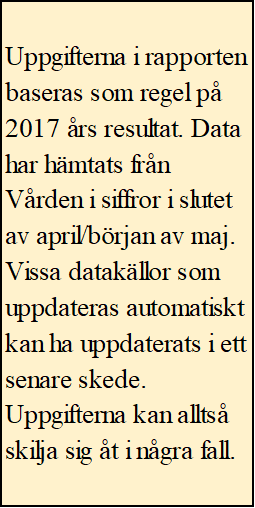 Uppgifterna i rapporten
baseras som regel på
2017 års resultat. Data
har hämtats från
Vården i siffror i slutet
av april/början av maj.
Vissa datakällor som
uppdateras automatiskt
kan ha uppdaterats i ett
senare skede.
Uppgifterna kan alltså
skilja sig åt i några fall.